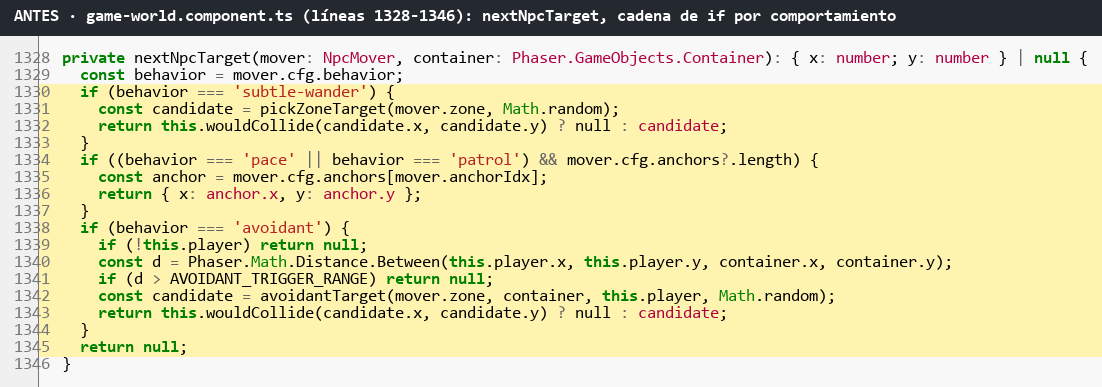 ANTES · game-world.component.ts (líneas 1328-1346): nextNpcTarget, cadena de if por comportamiento
1328 private nextNpcTarget(mover: NpcMover, container: Phaser.GameObjects.Container): { x: number; y: number } | null {
1329   const behavior = mover.cfg.behavior;
1330   if (behavior === 'subtle-wander') {
1331     const candidate = pickZoneTarget(mover.zone, Math.random);
1332     return this.wouldCollide(candidate.x, candidate.y) ? null : candidate;
1333   }
1334   if ((behavior === 'pace' || behavior === 'patrol') && mover.cfg.anchors?.length) {
1335     const anchor = mover.cfg.anchors[mover.anchorIdx];
1336     return { x: anchor.x, y: anchor.y };
1337   }
1338   if (behavior === 'avoidant') {
1339     if (!this.player) return null;
1340     const d = Phaser.Math.Distance.Between(this.player.x, this.player.y, container.x, container.y);
1341     if (d > AVOIDANT_TRIGGER_RANGE) return null;
1342     const candidate = avoidantTarget(mover.zone, container, this.player, Math.random);
1343     return this.wouldCollide(candidate.x, candidate.y) ? null : candidate;
1344   }
1345   return null;
1346 }